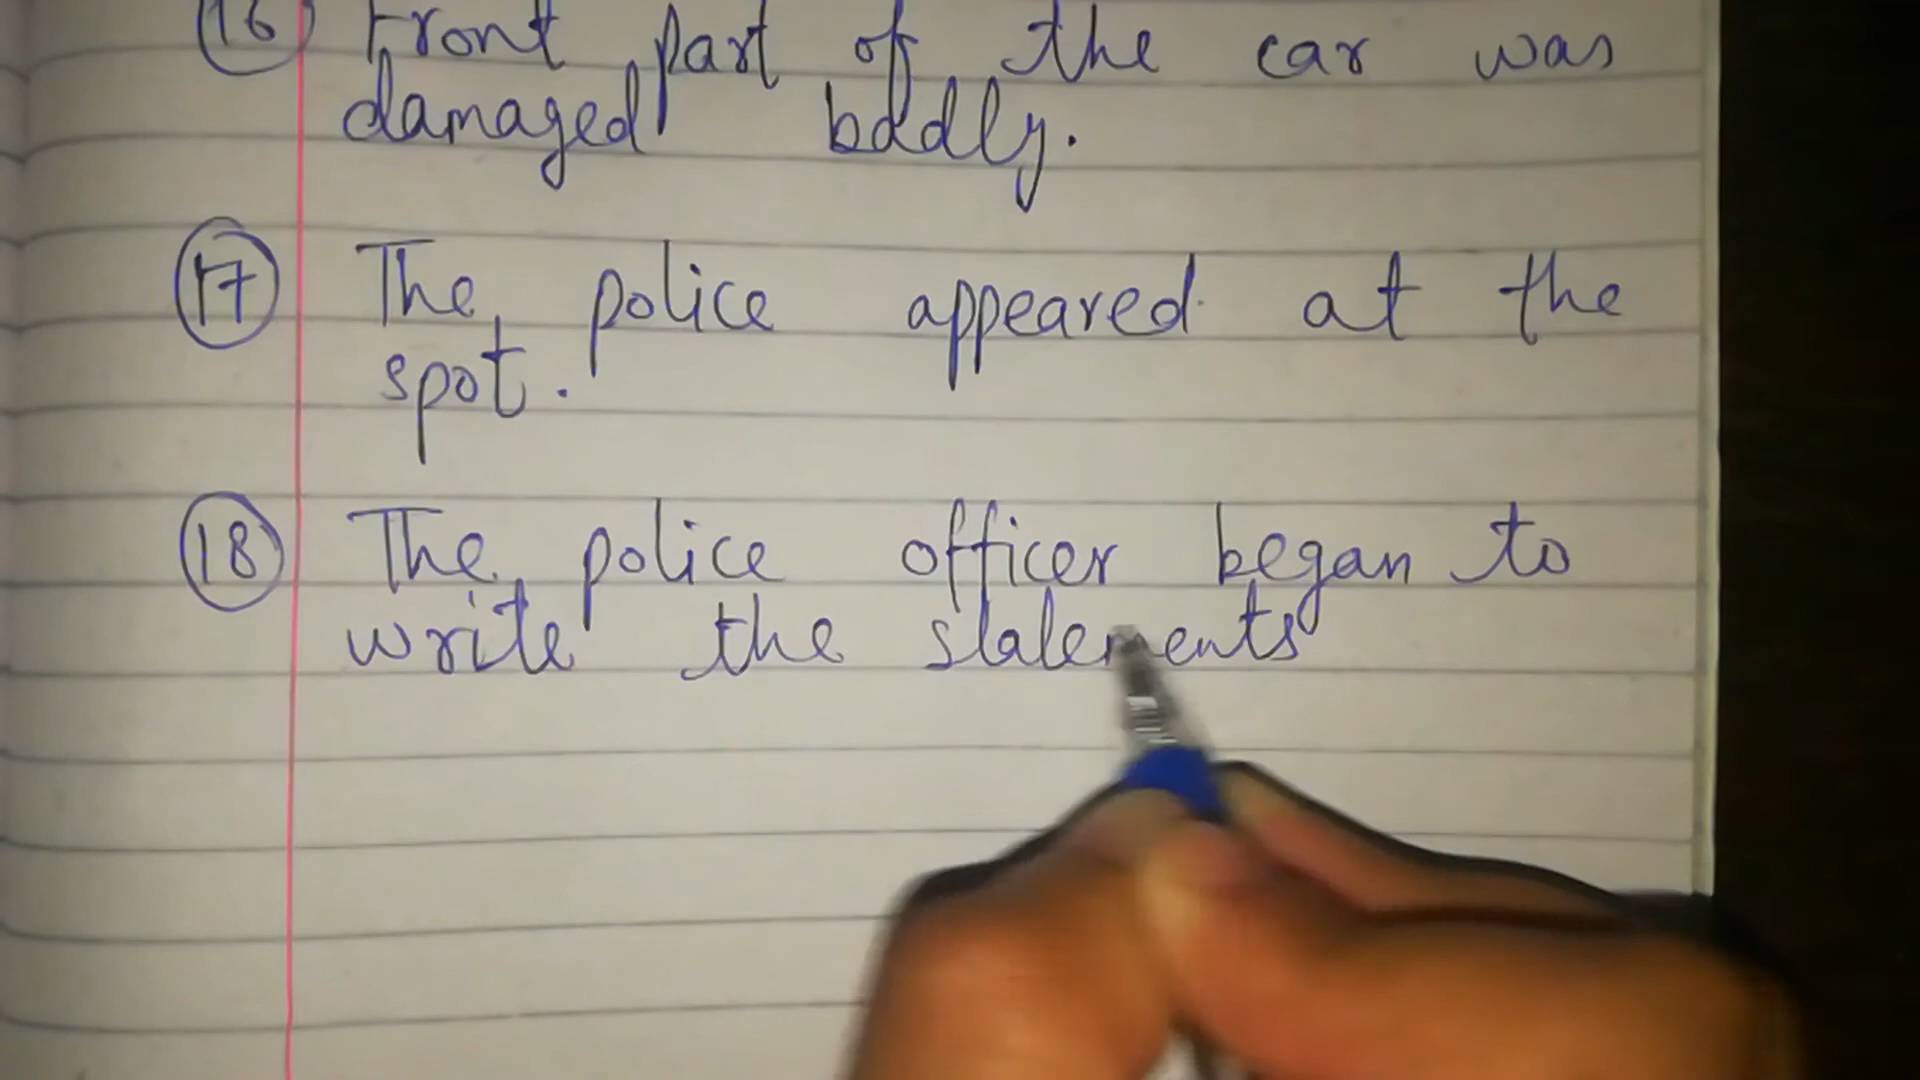 16 Front part of the car was
damaged badly.
17 The police appeared at the
spot.
18 The police officer began to
write the statements